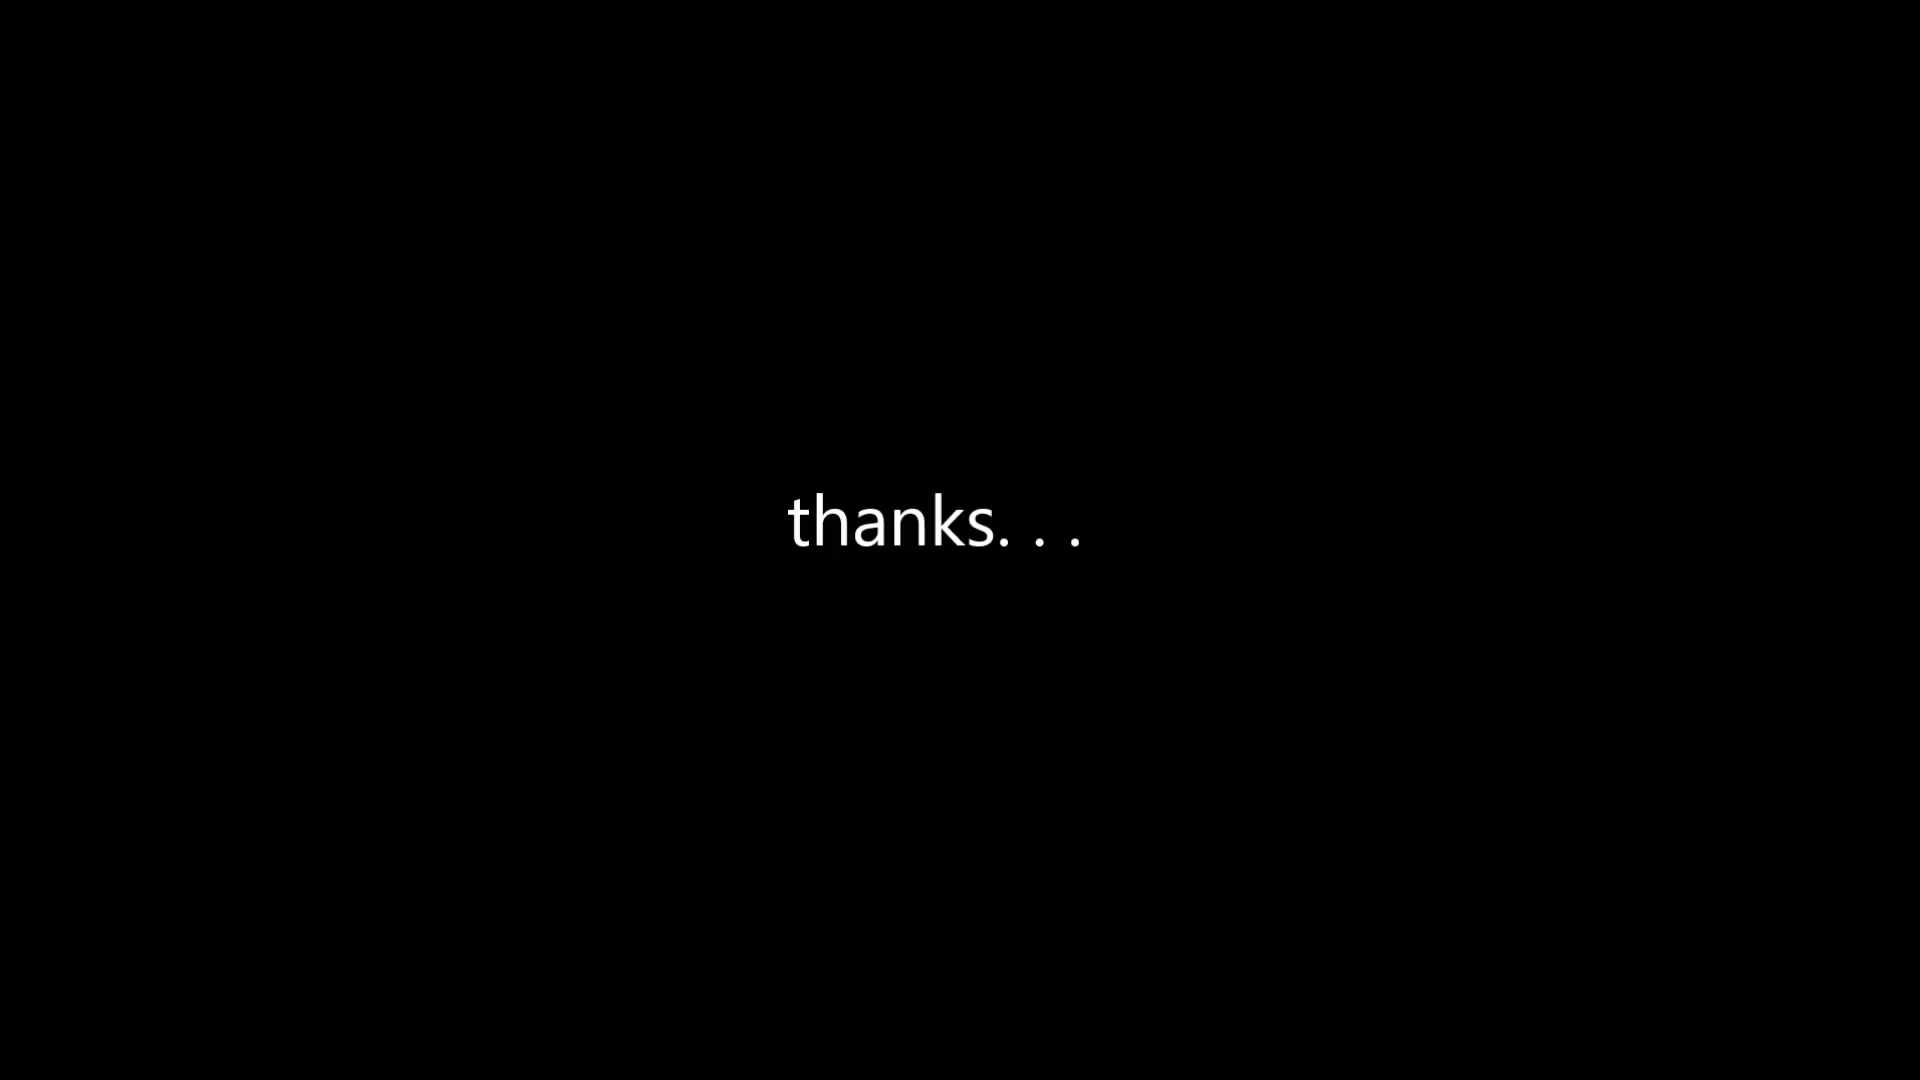 thanks. . .